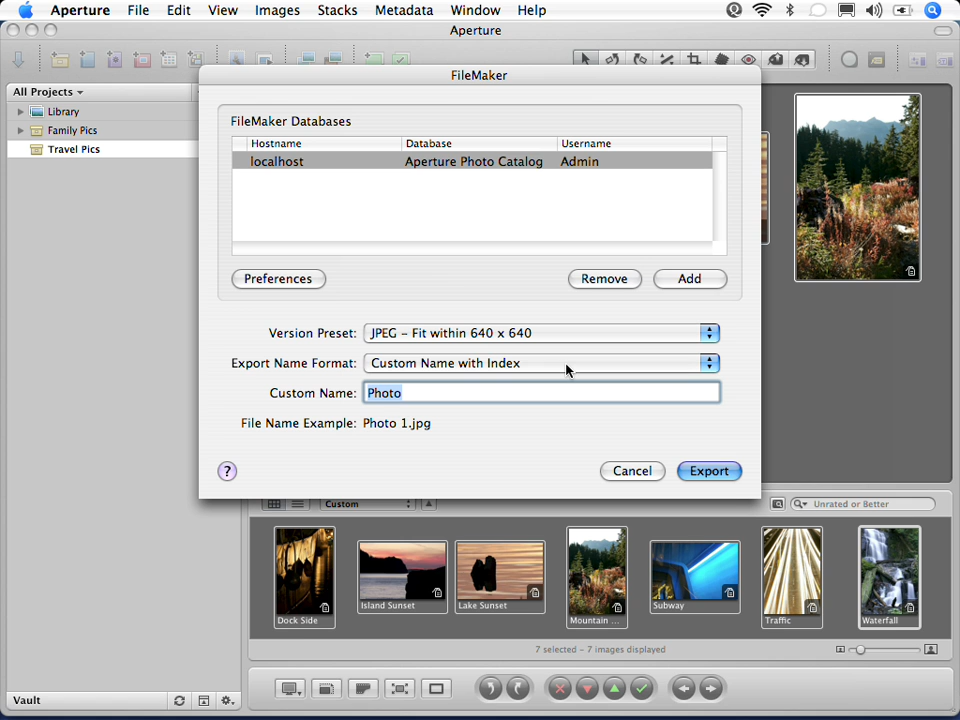 Aperture File Edit View Images Stacks Metadata Window Help
Aperture
FileMaker
All Projects
Library
Family Pics
Travel Pics
FileMaker Databases
Hostname Database Username
localhost Aperture Photo Catalog Admin
Preferences Remove Add
Version Preset: JPEG – Fit within 640 x 640
Export Name Format: Custom Name with Index
Custom Name: Photo
File Name Example: Photo 1.jpg
? Cancel Export
Custom Unrated or Better
Dock Side Island Sunset Lake Sunset Mountain ... Subway Traffic Waterfall
7 selected – 7 images displayed
Vault